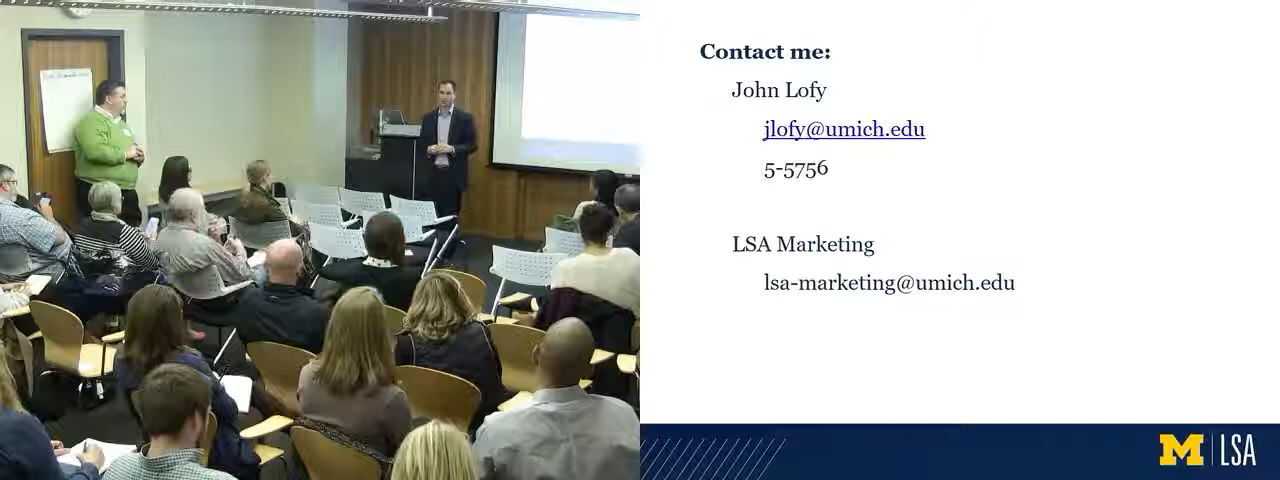 Contact me:
John Lofy
jlofy@umich.edu
5-5756
LSA Marketing
lsa-marketing@umich.edu
M | LSA